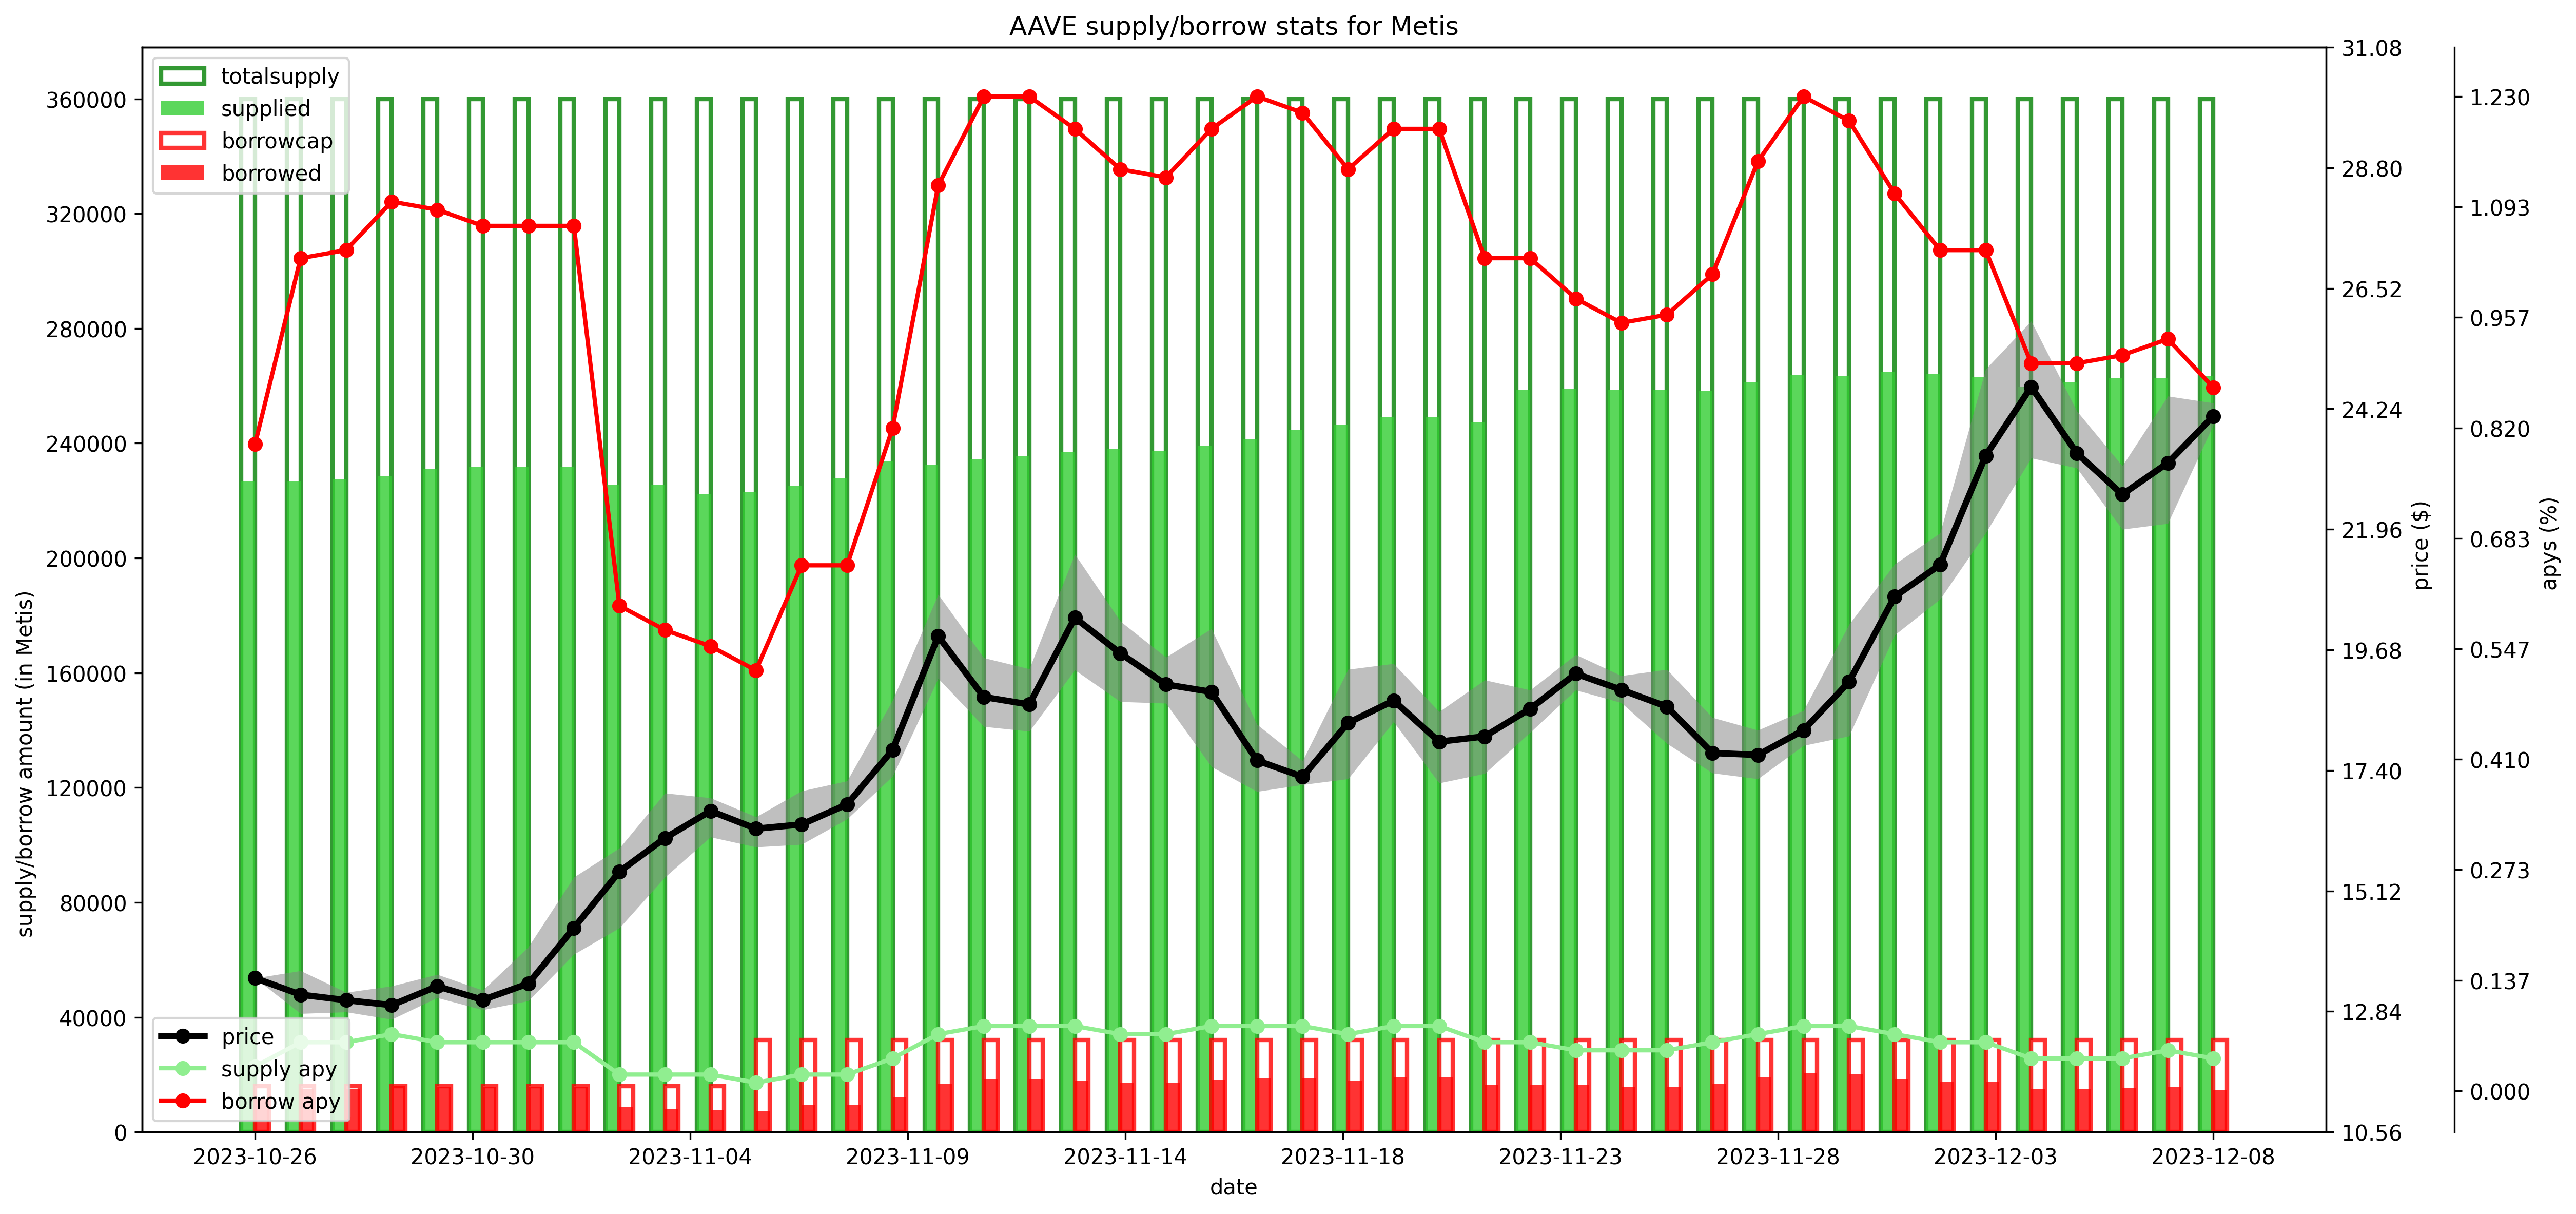 AAVE supply/borrow stats for Metis
totalsupply
supplied
borrowcap
borrowed
360000
320000
280000
240000
200000
160000
120000
80000
40000
0
supply/borrow amount (in Metis)
31.08
28.80
26.52
24.24
21.96
19.68
17.40
15.12
12.84
10.56
price ($)
1.230
1.093
0.957
0.820
0.683
0.547
0.410
0.273
0.137
0.000
apys (%)
price
supply apy
borrow apy
2023-10-26 2023-10-30 2023-11-04 2023-11-09 2023-11-14 2023-11-18 2023-11-23 2023-11-28 2023-12-03 2023-12-08
date